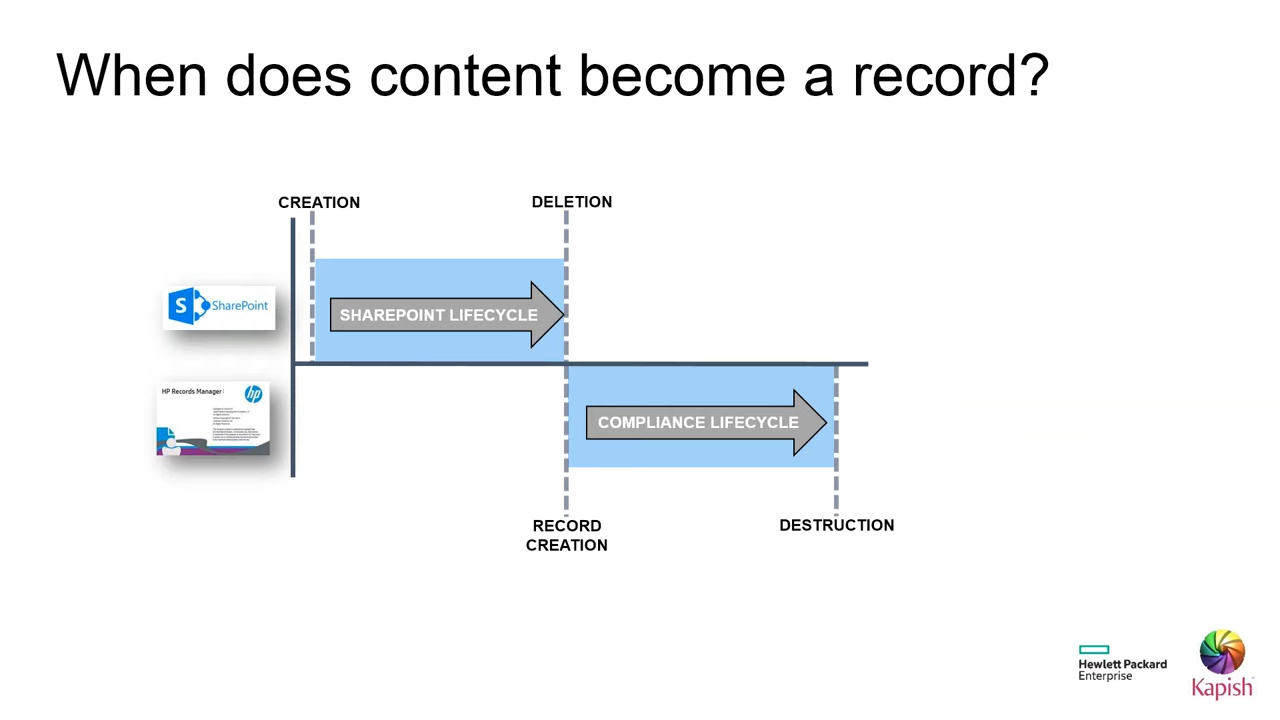 When does content become a record?
CREATION
DELETION
S SharePoint
SHAREPOINT LIFECYCLE
HP Records Manager
hp
COMPLIANCE LIFECYCLE
RECORD
CREATION
DESTRUCTION
Hewlett Packard
Enterprise
Kapish